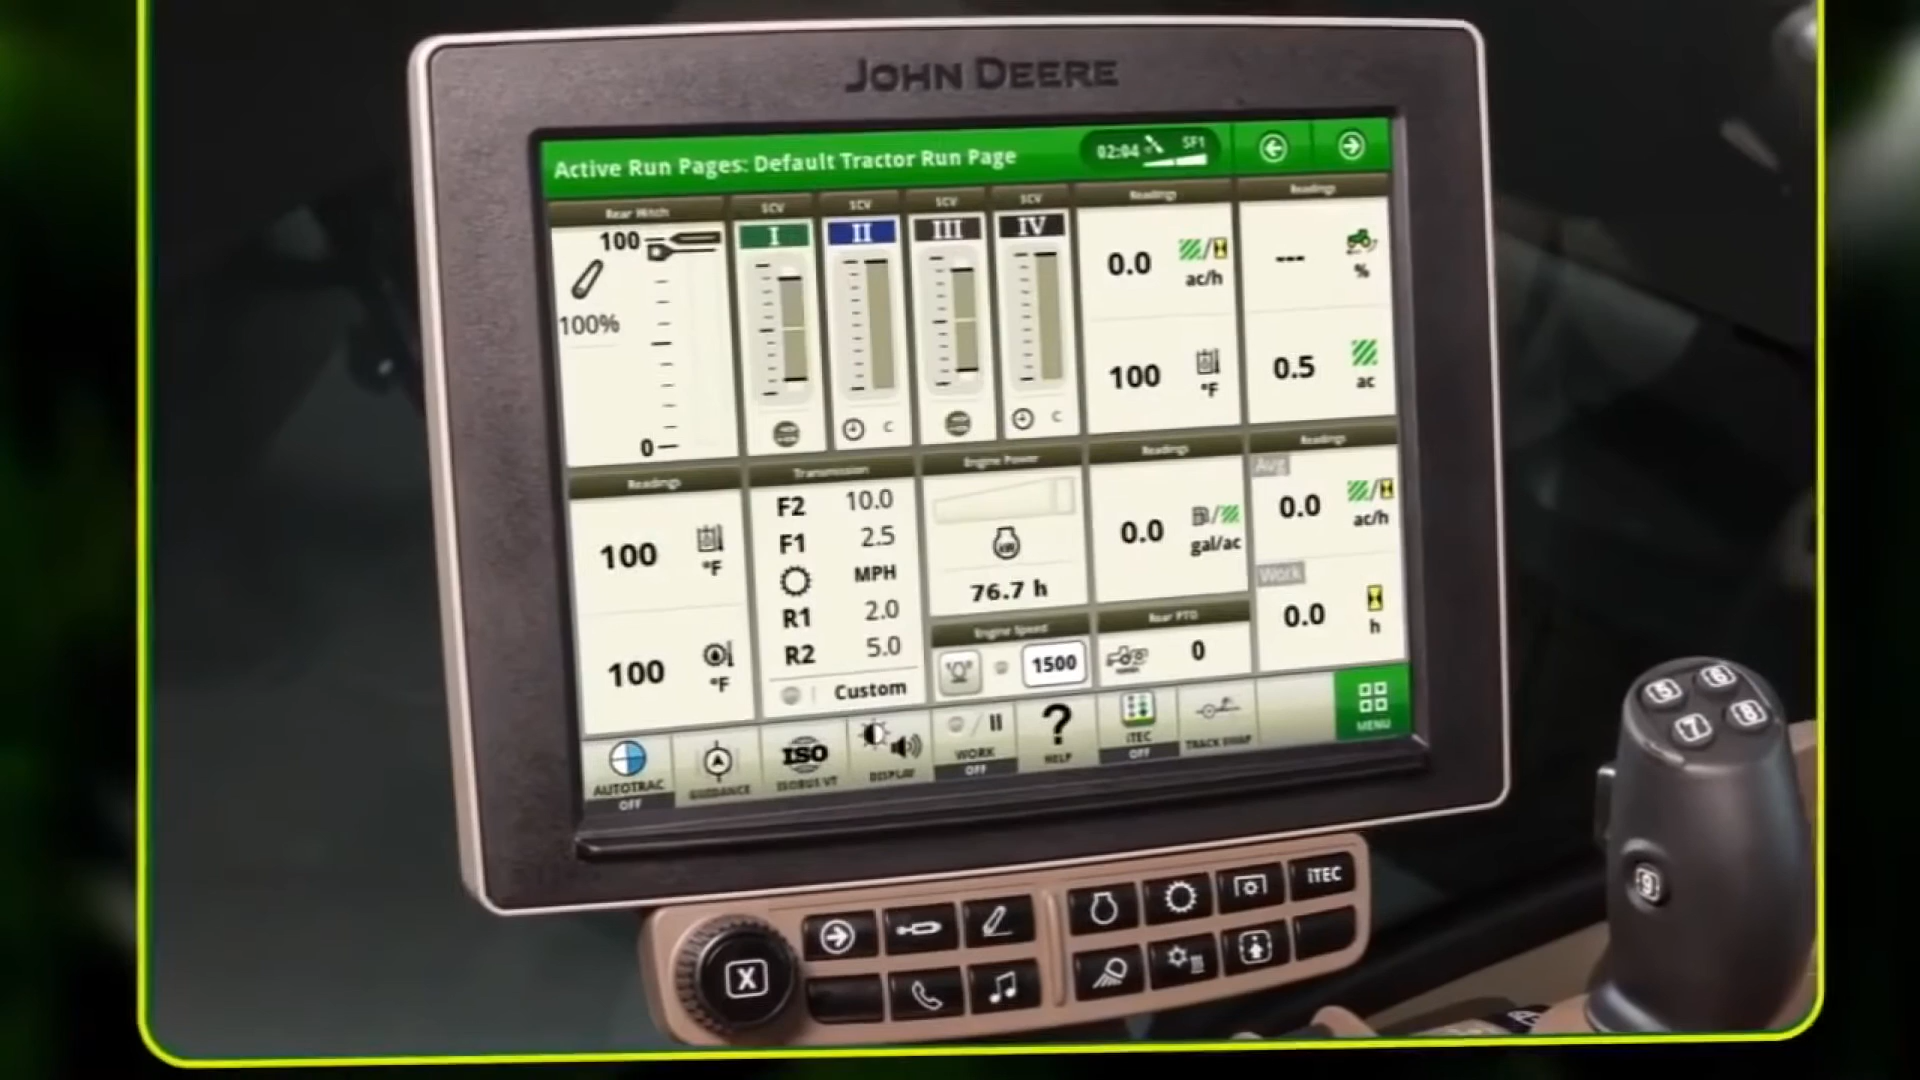 JOHN DEERE
Active Run Pages: Default Tractor Run Page
02:04 SF1
Rear Hitch
100
100%
0
SCV
I
SCV
II
C
SCV
III
SCV
IV
C
Readings
0.0 ac/h
100 °F
Readings
--- %
0.5 ac
Readings
100 °F
100 °F
Transmission
F2 10.0
F1 2.5
MPH
R1 2.0
R2 5.0
Custom
Engine Power
76.7 h
Engine Speed
1500
Readings
0.0 gal/ac
Rear PTO
0
Readings
Avg
0.0 ac/h
Work
0.0 h
AUTOTRAC
OFF
GUIDANCE
ISO
ISOBUS VT
DISPLAY
WORK
OFF
HELP
iTEC
OFF
TRACK SWAP
MENU
X
iTEC
5 6
7 8
9